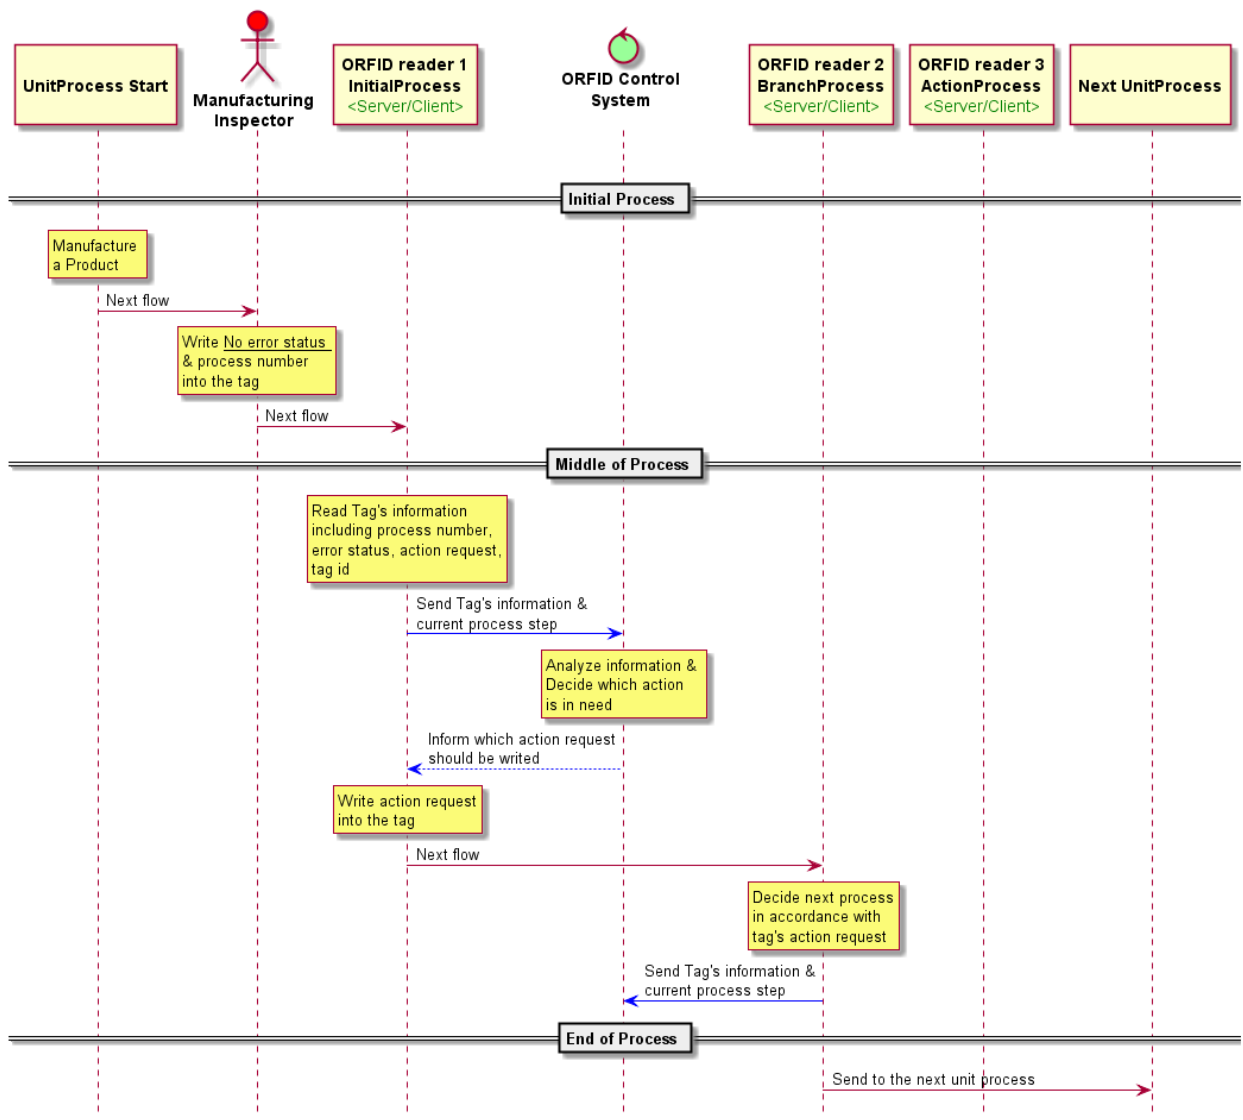 UnitProcess Start
Manufacturing
Inspector
ORFID reader 1
InitialProcess
<Server/Client>
ORFID Control
System
ORFID reader 2
BranchProcess
<Server/Client>
ORFID reader 3
ActionProcess
<Server/Client>
Next UnitProcess
Initial Process
Manufacture
a Product
Next flow
Write No error status
& process number
into the tag
Next flow
Middle of Process
Read Tag's information
including process number,
error status, action request,
tag id
Send Tag's information &
current process step
Analyze information &
Decide which action
is in need
Inform which action request
should be writed
Write action request
into the tag
Next flow
Decide next process
in accordance with
tag's action request
Send Tag's information &
current process step
End of Process
Send to the next unit process